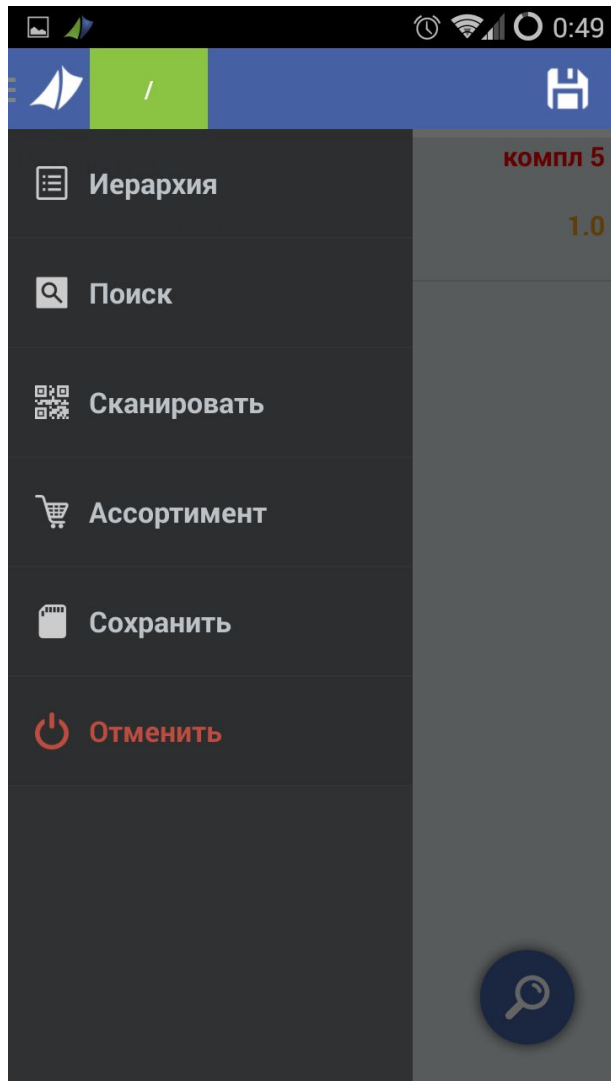 0:49
/
компл 5
Иерархия
1.0
Поиск
Сканировать
Ассортимент
Сохранить
Отменить